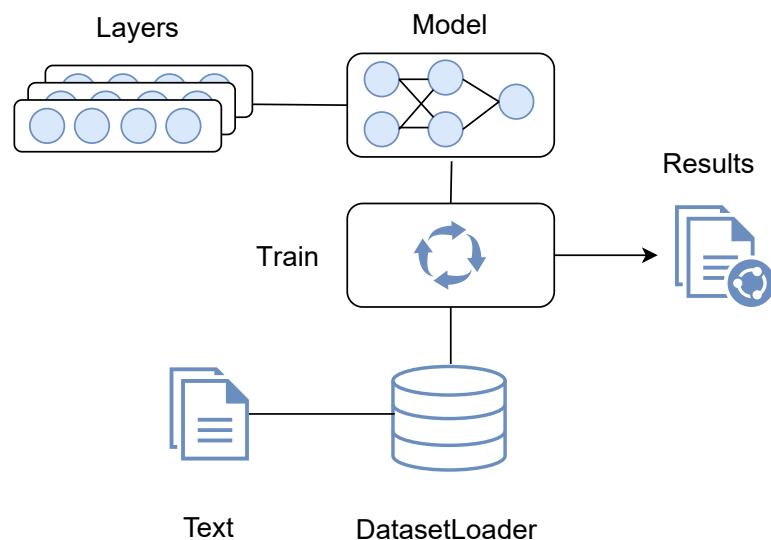 Layers
Model
Results
Train
Text
DatasetLoader